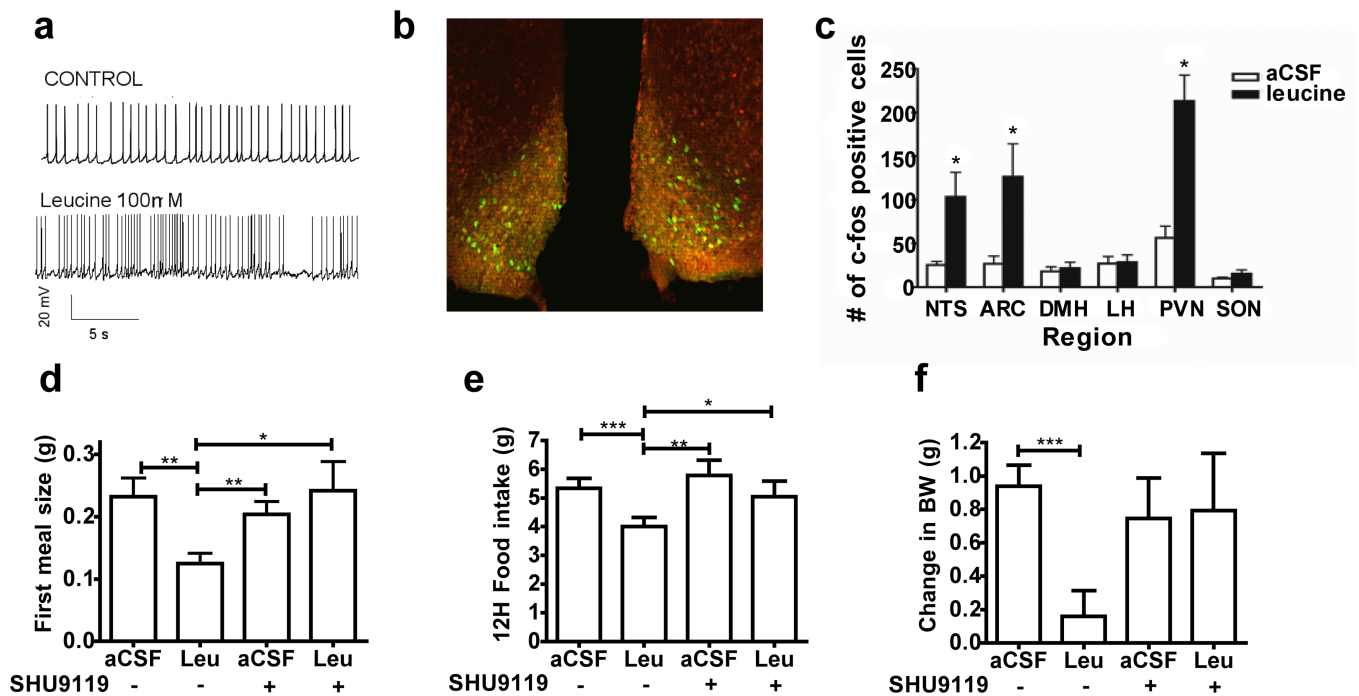 a
CONTROL
Leucine 100n M
20 mV
5 s
b
c
# of c-fos positive cells
250
200
150
100
50
0
* * *
NTS ARC DMH LH PVN SON
Region
aCSF
leucine
d
First meal size (g)
0.3
0.2
0.1
0.0
*
**
**
aCSF Leu aCSF Leu
SHU9119 - - + +
e
12H Food intake (g)
7
6
5
4
3
2
1
0
*
***
**
aCSF Leu aCSF Leu
SHU9119 - - + +
f
Change in BW (g)
1.2
1.0
0.8
0.6
0.4
0.2
0.0
***
aCSF Leu aCSF Leu
SHU9119 - - + +